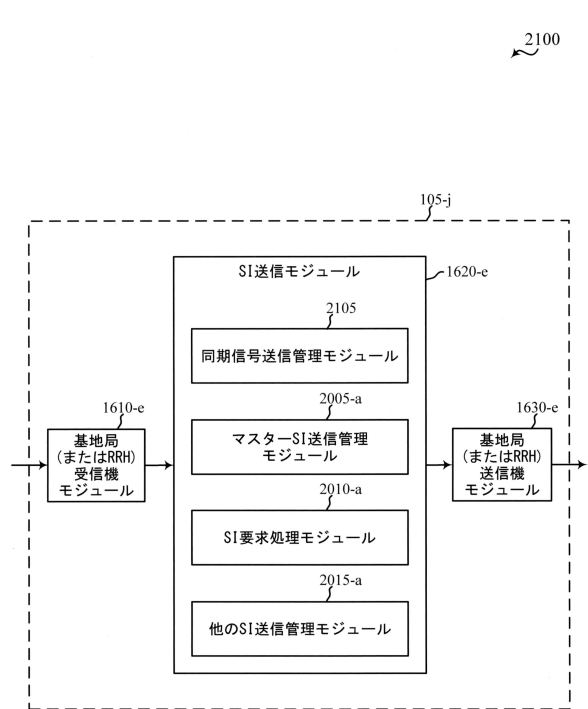 2100
105-j
SI送信モジュール
1620-e
2105
同期信号送信管理モジュール
2005-a
マスターSI送信管理
モジュール
2010-a
SI要求処理モジュール
2015-a
他のSI送信管理モジュール
1610-e
基地局
(またはRRH)
受信機
モジュール
1630-e
基地局
(またはRRH)
送信機
モジュール